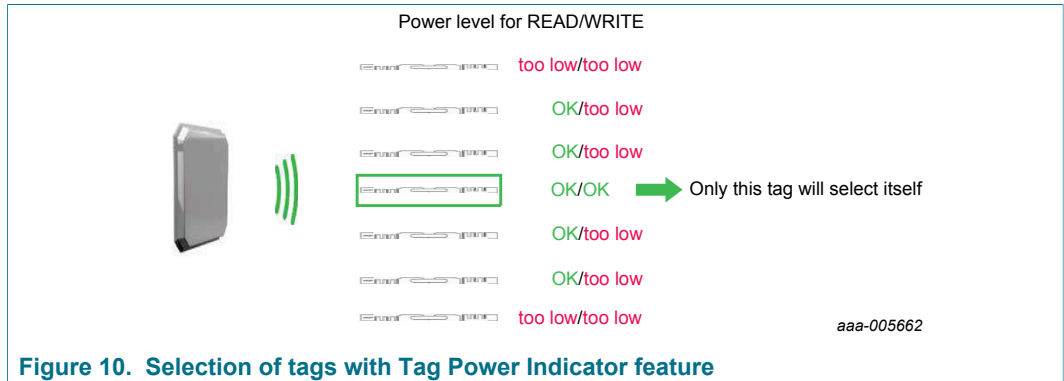 Power level for READ/WRITE
too low/too low
OK/too low
OK/too low
OK/OK Only this tag will select itself
OK/too low
OK/too low
too low/too low
aaa-005662
Figure 10. Selection of tags with Tag Power Indicator feature